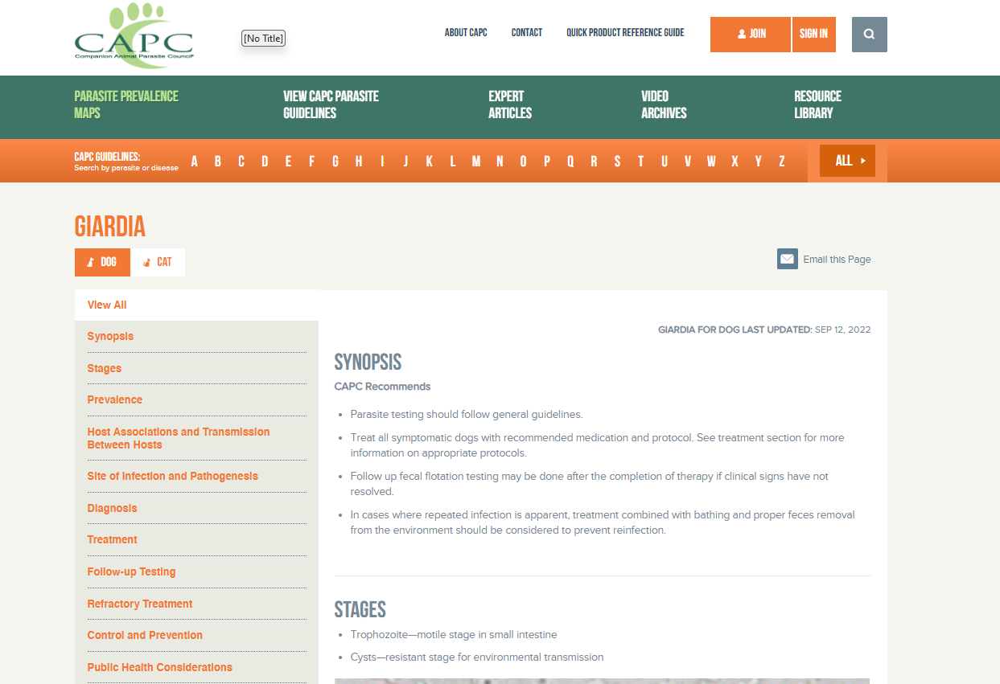 CAPC
Companion Animal Parasite Council
[No Title]
ABOUT CAPC
CONTACT
QUICK PRODUCT REFERENCE GUIDE
JOIN
SIGN IN
PARASITE PREVALENCE
MAPS
VIEW CAPC PARASITE
GUIDELINES
EXPERT
ARTICLES
VIDEO
ARCHIVES
RESOURCE
LIBRARY
CAPC GUIDELINES:
Search by parasite or disease
A B C D E F G H I J K L M N O P Q R S T U V W X Y Z
ALL
GIARDIA
DOG
CAT
Email this Page
View All
Synopsis
Stages
Prevalence
Host Associations and Transmission
Between Hosts
Site of Infection and Pathogenesis
Diagnosis
Treatment
Follow-up Testing
Refractory Treatment
Control and Prevention
Public Health Considerations
GIARDIA FOR DOG LAST UPDATED: SEP 12, 2022
SYNOPSIS
CAPC Recommends
• Parasite testing should follow general guidelines.
• Treat all symptomatic dogs with recommended medication and protocol. See treatment section for more
information on appropriate protocols.
• Follow up fecal flotation testing may be done after the completion of therapy if clinical signs have not
resolved.
• In cases where repeated infection is apparent, treatment combined with bathing and proper feces removal
from the environment should be considered to prevent reinfection.
STAGES
• Trophozoite—motile stage in small intestine
• Cysts—resistant stage for environmental transmission